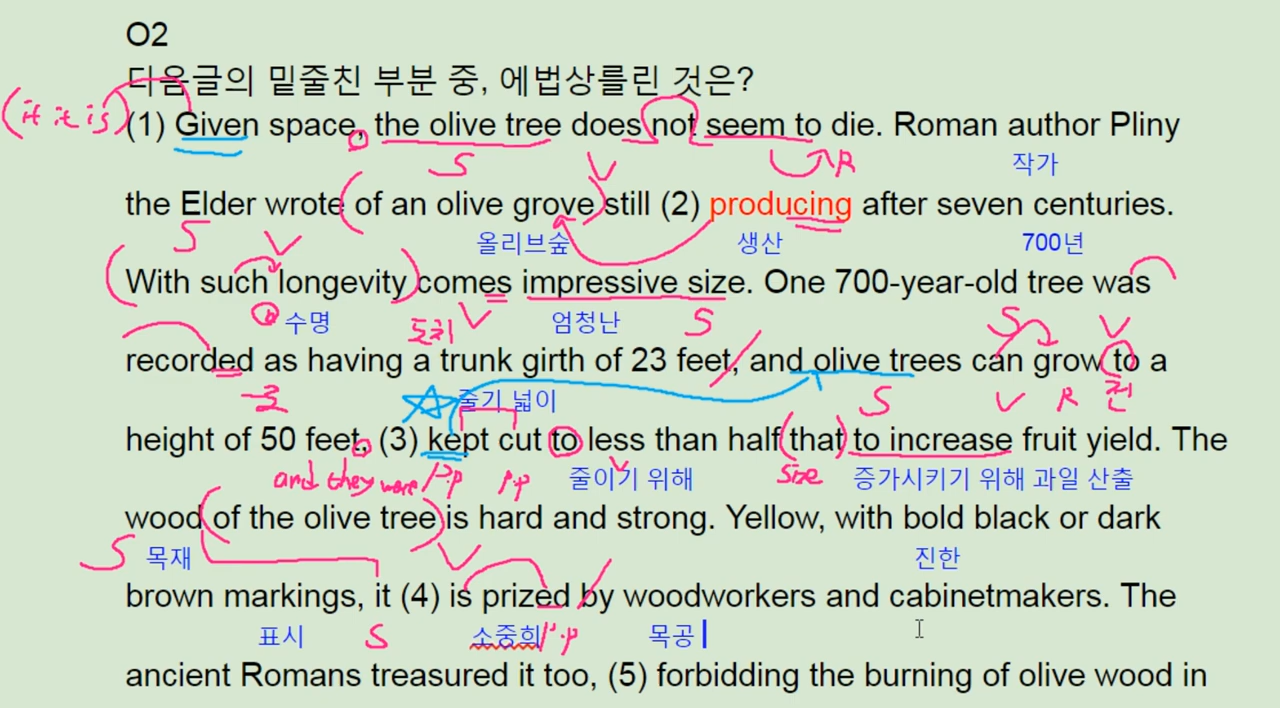 02
다음글의 밑줄친 부분 중, 에법상를린 것은?
(it it is) (1) Given space, the olive tree does not seem to die. Roman author Pliny
S R 작가
the Elder wrote (of an olive grove) still (2) producing after seven centuries.
S V 올리브숲 생산 700년
(With such longevity) comes impressive size. One 700-year-old tree was
수명 도치 V 엄청난 S S V
recorded as having a trunk girth of 23 feet, and olive trees can grow to a
로 줄기 넓이 S V R 전
height of 50 feet, (3) kept cut to less than half (that) to increase fruit yield. The
and they were p.p p.p 줄이기 위해 size 증가시키기 위해 과일 산출
wood (of the olive tree) is hard and strong. Yellow, with bold black or dark
S 목재 V 진한
brown markings, it (4) is prized by woodworkers and cabinetmakers. The
표시 S 소중희 p.p 목공
ancient Romans treasured it too, (5) forbidding the burning of olive wood in